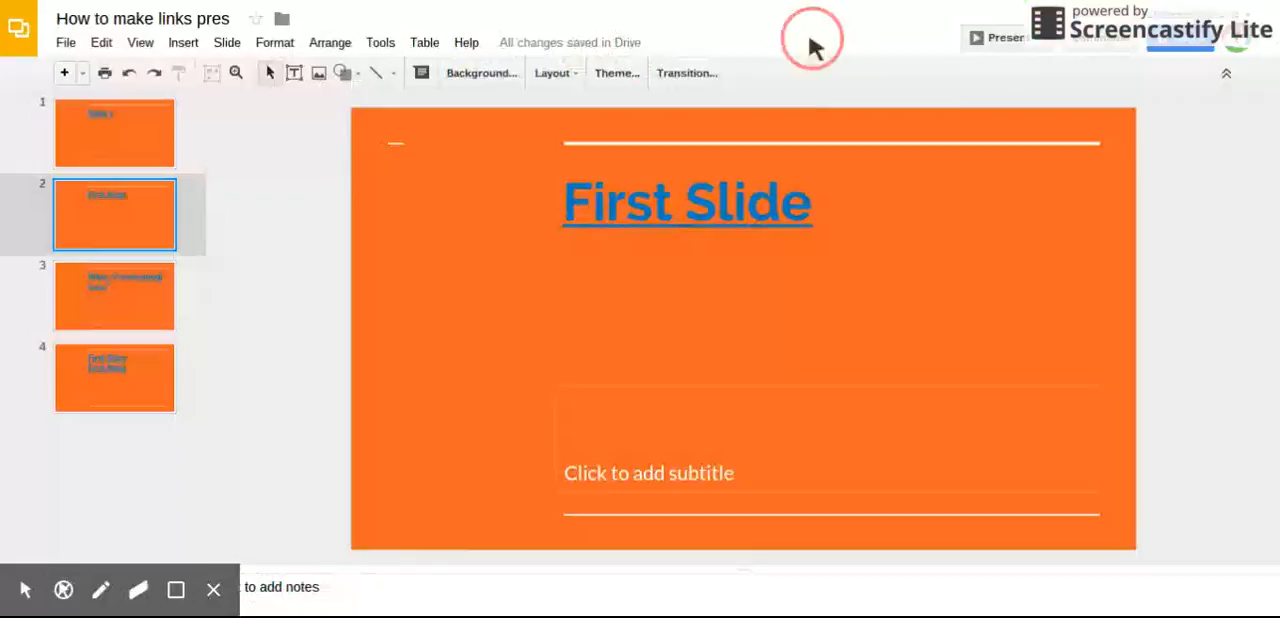 How to make links pres
powered by
Screencastify Lite
File Edit View Insert Slide Format Arrange Tools Table Help All changes saved in Drive
Presen
Background... Layout Theme... Transition...
1
2
3
4
First Slide
First Slide
Click to add subtitle
to add notes